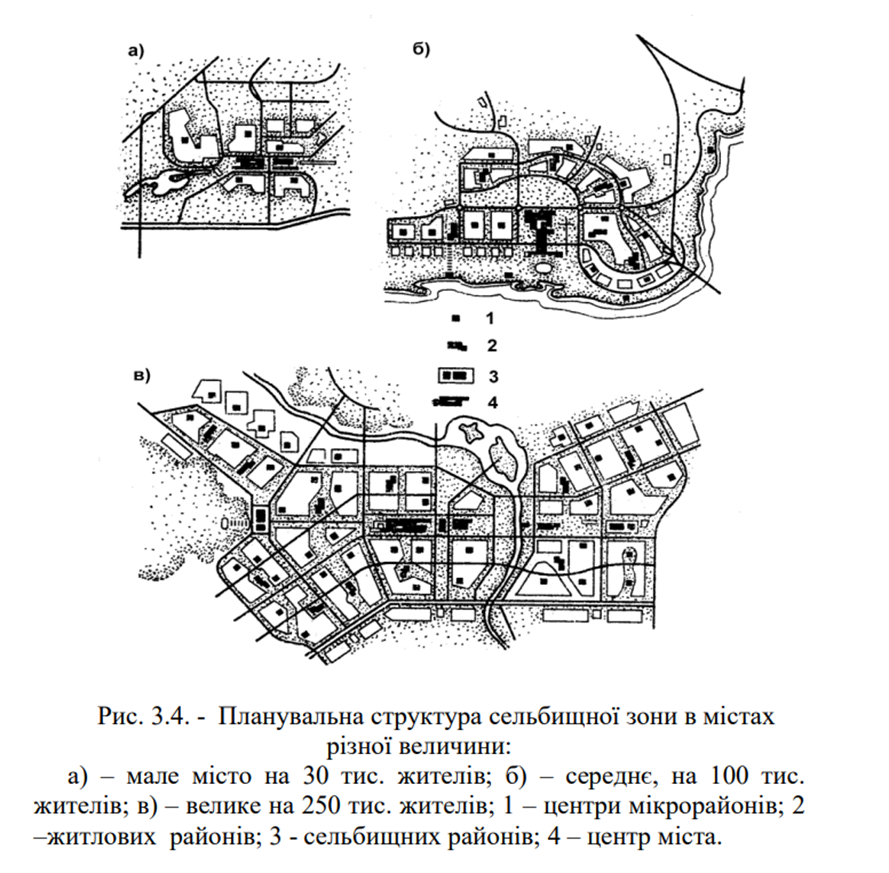 а)
б)
1
2
3
4
в)
Рис. 3.4. - Планувальна структура сельбищної зони в містах
різної величини:
а) – мале місто на 30 тис. жителів; б) – середнє, на 100 тис.
жителів; в) – велике на 250 тис. жителів; 1 – центри мікрорайонів; 2
–житлових районів; 3 - сельбищних районів; 4 – центр міста.